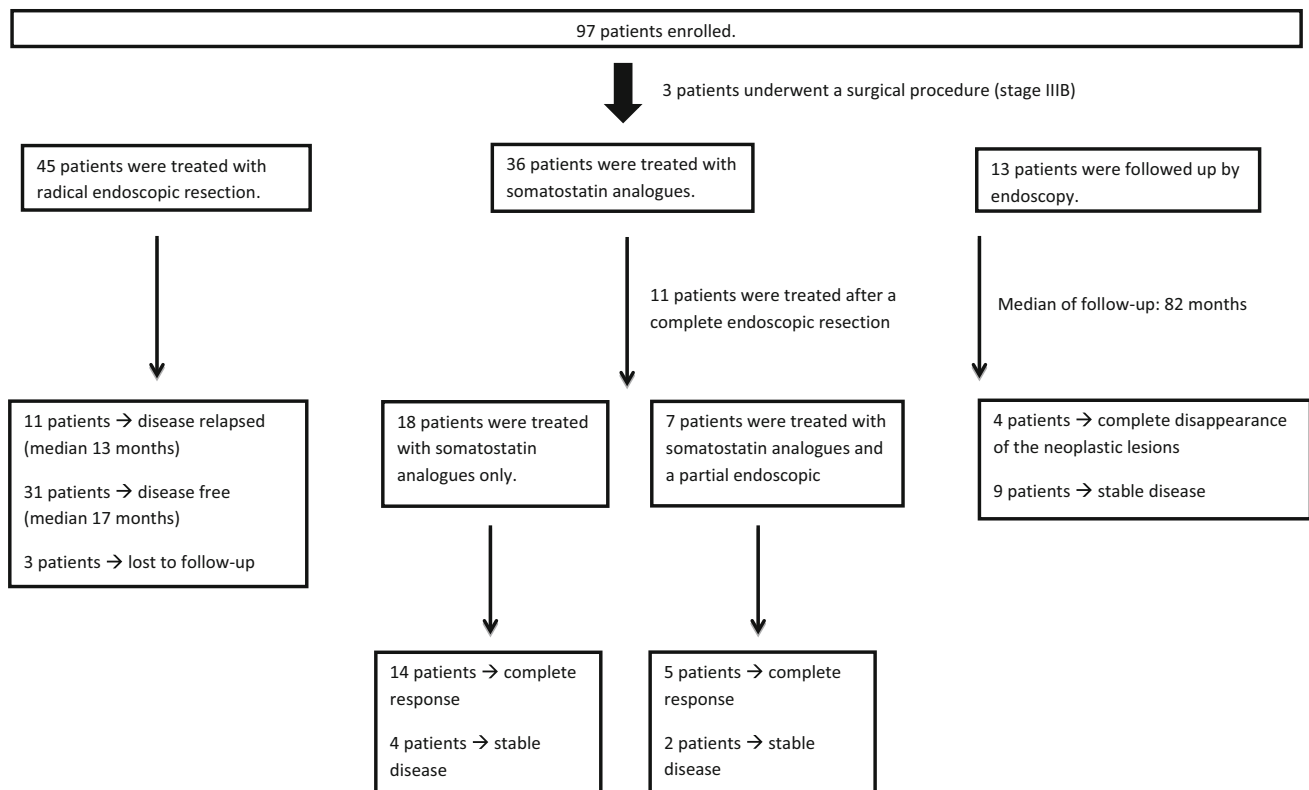 97 patients enrolled.
3 patients underwent a surgical procedure (stage IIIB)
45 patients were treated with
radical endoscopic resection.
36 patients were treated with
somatostatin analogues.
13 patients were followed up by
endoscopy.
11 patients were treated after a
complete endoscopic resection
Median of follow-up: 82 months
11 patients → disease relapsed
(median 13 months)
31 patients → disease free
(median 17 months)
3 patients → lost to follow-up
18 patients were treated
with somatostatin
analogues only.
7 patients were treated with
somatostatin analogues and
a partial endoscopic
4 patients → complete disappearance
of the neoplastic lesions
9 patients → stable disease
14 patients → complete
response
4 patients → stable
disease
5 patients → complete
response
2 patients → stable
disease